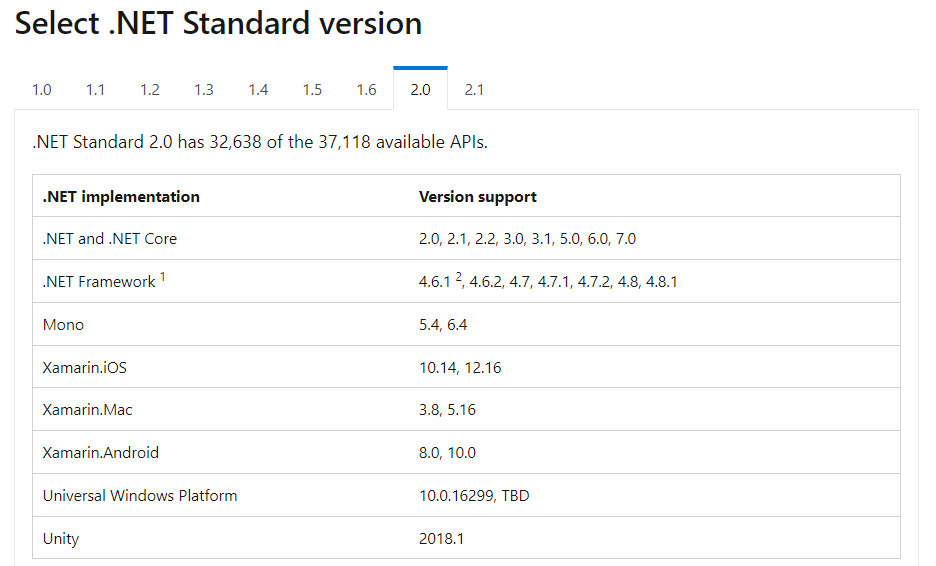 Select .NET Standard version
1.0 1.1 1.2 1.3 1.4 1.5 1.6 2.0 2.1
.NET Standard 2.0 has 32,638 of the 37,118 available APIs.
.NET implementation Version support
.NET and .NET Core 2.0, 2.1, 2.2, 3.0, 3.1, 5.0, 6.0, 7.0
.NET Framework 1 4.6.1 2, 4.6.2, 4.7, 4.7.1, 4.7.2, 4.8, 4.8.1
Mono 5.4, 6.4
Xamarin.iOS 10.14, 12.16
Xamarin.Mac 3.8, 5.16
Xamarin.Android 8.0, 10.0
Universal Windows Platform 10.0.16299, TBD
Unity 2018.1